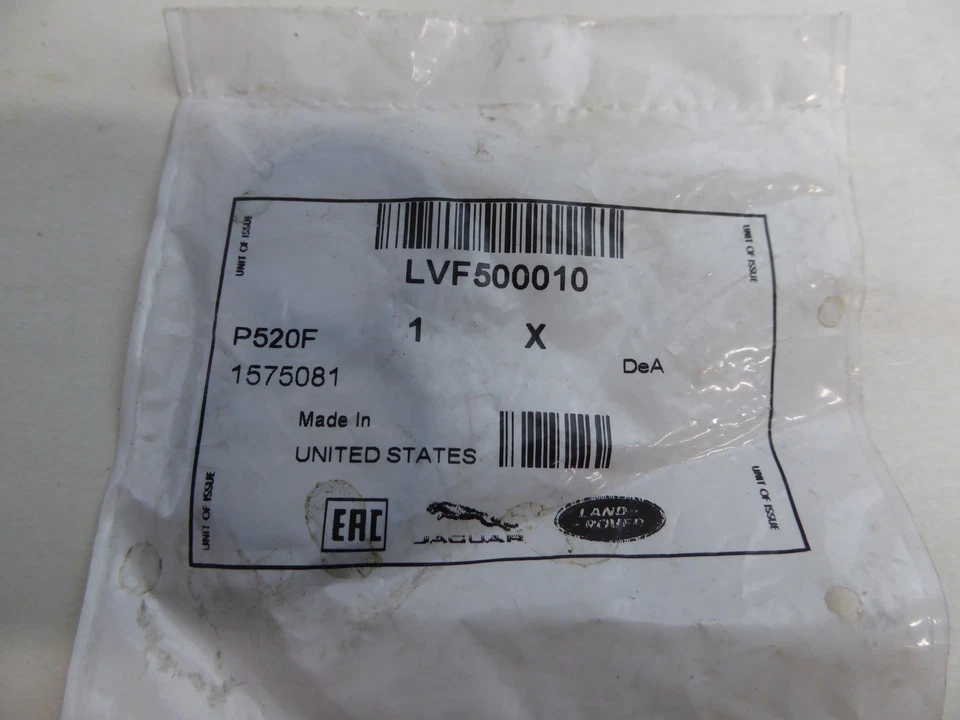 UNIT OF ISSUE
UNIT OF ISSUE
LVF500010
P520F 1 X
1575081 DeA
Made In
UNITED STATES
UNIT OF ISSUE
UNIT OF ISSUE
EAC JAGUAR LAND-
ROVER